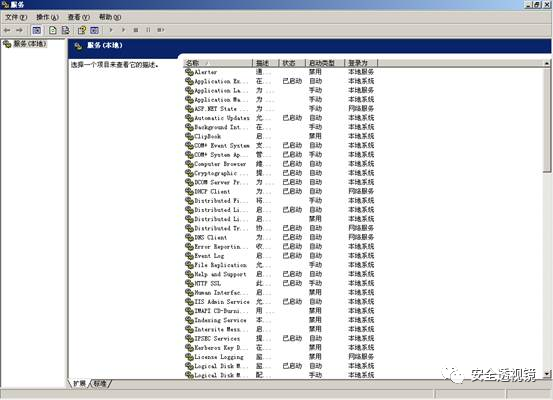 服务
文件(F) 操作(A) 查看(V) 帮助(H)
服务(本地)
服务(本地)
选择一个项目来查看它的描述。
名称 描述 状态 启动类型 登录为
Alerter 通... 禁用 本地服务
Application Ex... 在... 已启动 自动 本地系统
Application La... 为... 手动 本地系统
Application Ma... 为... 手动 本地系统
ASP.NET State ... 为... 手动 网络服务
Automatic Updates 允... 已启动 自动 本地系统
Background Int... 在... 手动 本地系统
ClipBook 启... 禁用 本地系统
COM+ Event System 支... 已启动 自动 本地系统
COM+ System Ap... 管... 已启动 手动 本地系统
Computer Browser 维... 已启动 自动 本地系统
Cryptographic ... 提... 已启动 自动 本地系统
DCOM Server Pr... 为... 已启动 自动 本地系统
DHCP Client 为... 已启动 自动 网络服务
Distributed Fi... 将... 手动 本地系统
Distributed Li... 启... 已启动 自动 本地系统
Distributed Li... 启... 禁用 本地系统
Distributed Tr... 协... 已启动 自动 网络服务
DNS Client 为... 已启动 自动 网络服务
Error Reportin... 收... 已启动 自动 本地系统
Event Log 启... 已启动 自动 本地系统
File Replication 允... 手动 本地系统
Help and Support 启... 已启动 自动 本地系统
HTTP SSL 此... 已启动 手动 本地系统
Human Interfac... 启... 禁用 本地系统
IIS Admin Service 允... 已启动 自动 本地系统
IMAPI CD-Burni... 用... 禁用 本地系统
Indexing Service 本... 禁用 本地系统
Intersite Mess... 启... 禁用 本地系统
IPSEC Services 提... 已启动 自动 本地系统
Kerberos Key D... 在... 禁用 本地系统
License Logging 监... 禁用 网络服务
Logical Disk M... 监... 已启动 自动 本地系统
Logical Disk M... 配... 手动 本地系统
扩展 标准
安全透视镜